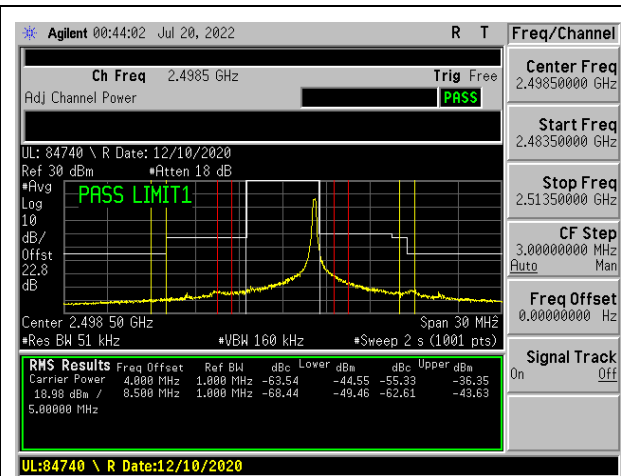 Agilent 00:44:02 Jul 20, 2022 R T Freq/Channel
Ch Freq 2.4985 GHz Trig Free
Adj Channel Power PASS
Center Freq
2.49850000 GHz
Start Freq
2.48350000 GHz
Stop Freq
2.51350000 GHz
CF Step
3.00000000 MHz
Auto Man
Freq Offset
0.00000000 Hz
Signal Track
On Off
UL: 84740 \ R Date: 12/10/2020
Ref 30 dBm #Atten 18 dB
#Avg
Log
10
dB/
Offst
22.8
dB
PASS LIMIT1
Center 2.498 50 GHz Span 30 MHz
#Res BW 51 kHz #VBW 160 kHz #Sweep 2 s (1001 pts)
RMS Results Freq Offset Ref BW dBc Lower dBm dBc Upper dBm
Carrier Power 4.000 MHz 1.000 MHz -63.54 -44.55 -55.33 -36.35
18.98 dBm / 8.500 MHz 1.000 MHz -68.44 -49.46 -62.61 -43.63
5.00000 MHz
UL:84740 \ R Date:12/10/2020